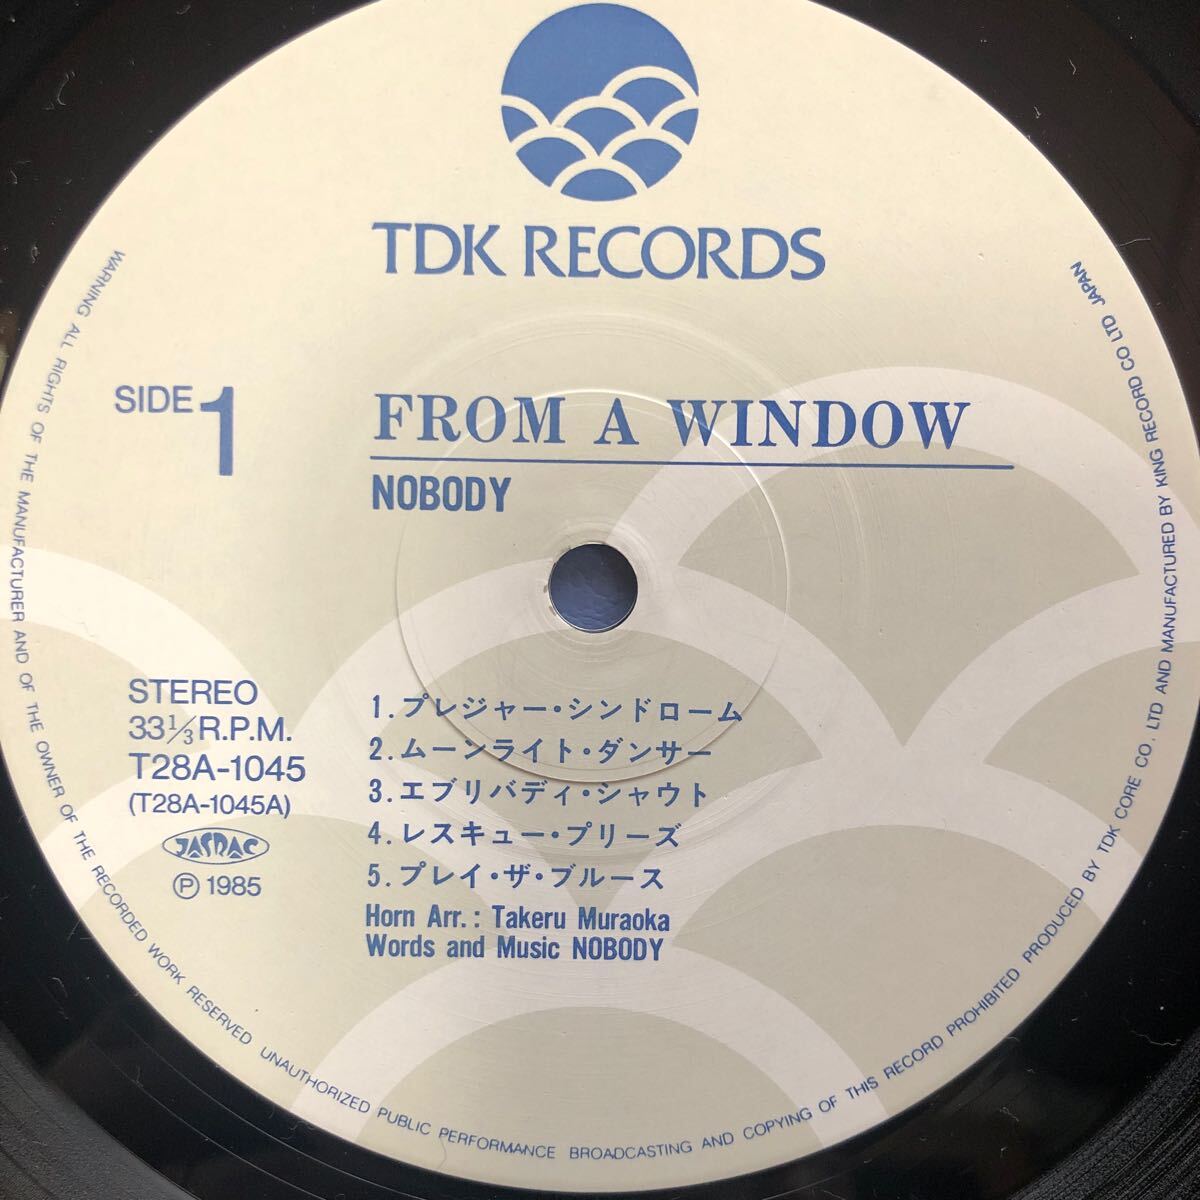 TDK RECORDS
SIDE 1
FROM A WINDOW
NOBODY
STEREO
33 1/3 R.P.M.
T28A-1045
(T28A-1045A)
JASRAC
Ⓟ 1985
1.プレジャー・シンドローム
2.ムーンライト・ダンサー
3.エブリバディ・シャウト
4.レスキュー・プリーズ
5.プレイ・ザ・ブルース
Horn Arr.: Takeru Muraoka
Words and Music NOBODY
WARNING ALL RIGHTS OF THE MANUFACTURER AND OF THE OWNER OF THE RECORDED WORK RESERVED UNAUTHORIZED PUBLIC PERFORMANCE BROADCASTING AND COPYING OF THIS RECORD PROHIBITED PRODUCED BY TDK CORE CO., LTD AND MANUFACTURED BY KING RECORD CO LTD JAPAN